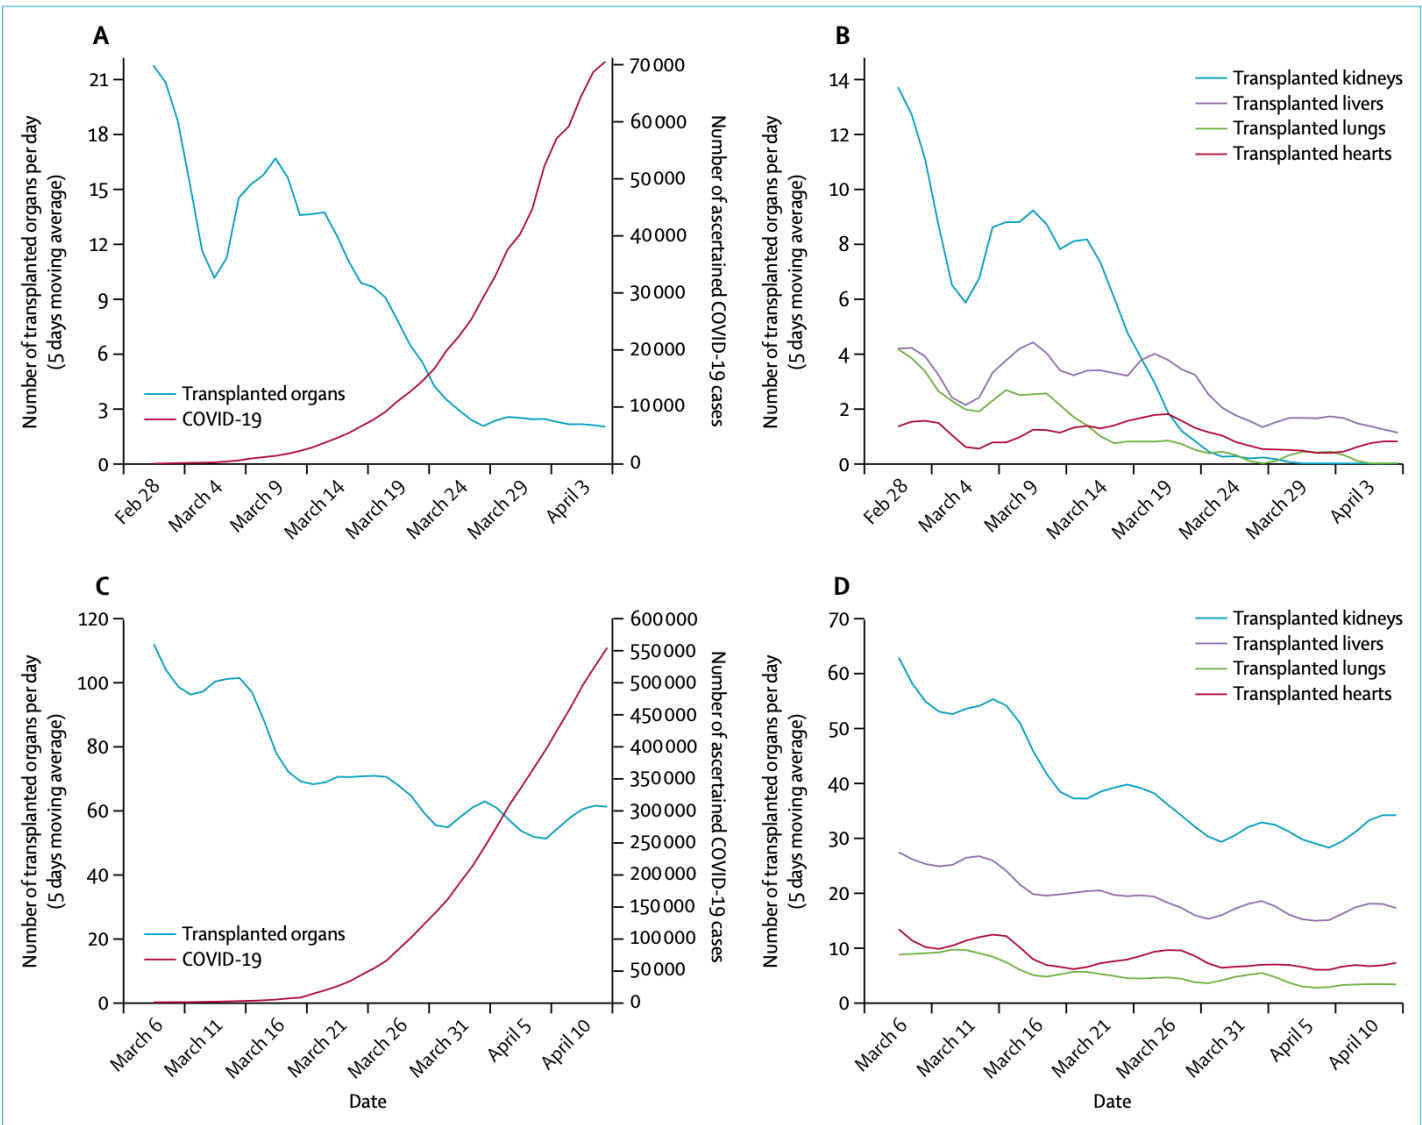 A
Number of transplanted organs per day
(5 days moving average)
21
18
15
12
9
6
3
0
70 000
60 000
50 000
40 000
30 000
20 000
10 000
0
Number of ascertained COVID-19 cases
Transplanted organs
COVID-19
Feb 28
March 4
March 9
March 14
March 19
March 24
March 29
April 3
B
Number of transplanted organs per day
(5 days moving average)
14
12
10
8
6
4
2
0
Transplanted kidneys
Transplanted livers
Transplanted lungs
Transplanted hearts
Feb 28
March 4
March 9
March 14
March 19
March 24
March 29
April 3
C
Number of transplanted organs per day
(5 days moving average)
120
100
80
60
40
20
0
600 000
550 000
500 000
450 000
400 000
350 000
300 000
250 000
200 000
150 000
100 000
50 000
0
Number of ascertained COVID-19 cases
Transplanted organs
COVID-19
March 6
March 11
March 16
March 21
March 26
March 31
April 5
April 10
Date
D
Number of transplanted organs per day
(5 days moving average)
70
60
50
40
30
20
10
0
Transplanted kidneys
Transplanted livers
Transplanted lungs
Transplanted hearts
March 6
March 11
March 16
March 21
March 26
March 31
April 5
April 10
Date